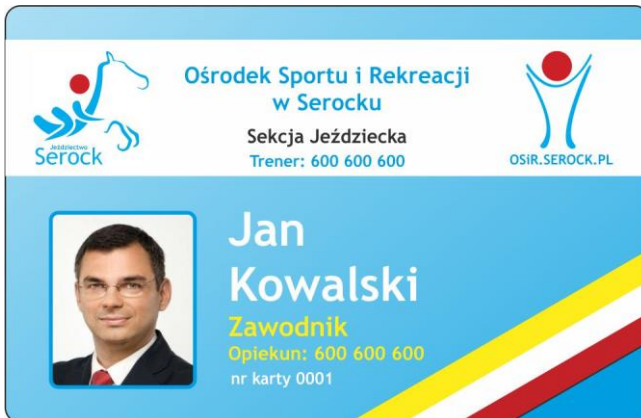 Ośrodek Sportu i Rekreacji
w Serocku
Sekcja Jeździecka
Trener: 600 600 600
Jeździectwo
Serock
OSiR.SEROCK.PL
Jan
Kowalski
Zawodnik
Opiekun: 600 600 600
nr karty 0001